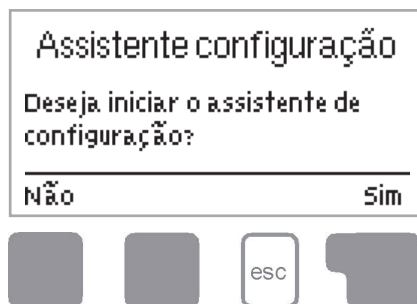 Assistente configuração
Deseja iniciar o assistente de
configuração?
Não Sim
esc